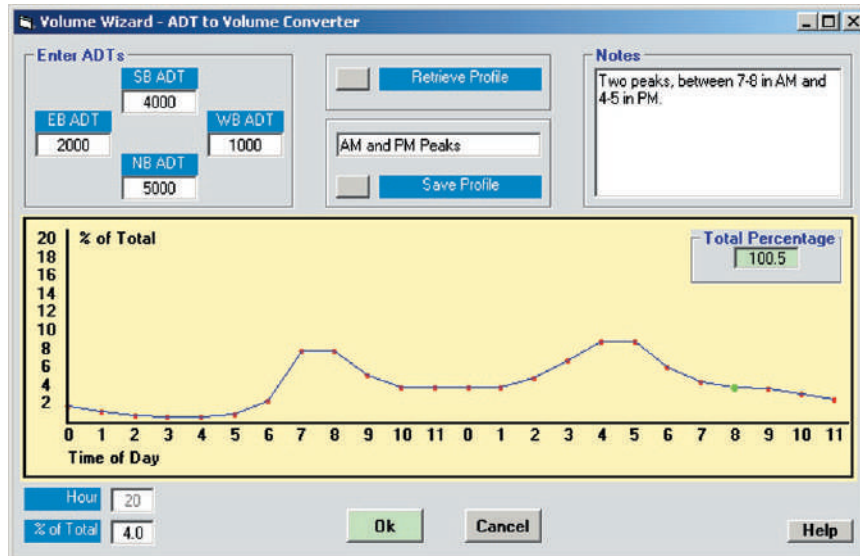 Volume Wizard - ADT to Volume Converter
Enter ADTs
SB ADT
4000
EB ADT
2000
WB ADT
1000
NB ADT
5000
Retrieve Profile
AM and PM Peaks
Save Profile
Notes
Two peaks, between 7-8 in AM and
4-5 in PM.
% of Total
Total Percentage
100.5
20
18
16
14
12
10
8
6
4
2
0 1 2 3 4 5 6 7 8 9 10 11 0 1 2 3 4 5 6 7 8 9 10 11
Time of Day
Hour 20
% of Total 4.0
Ok
Cancel
Help